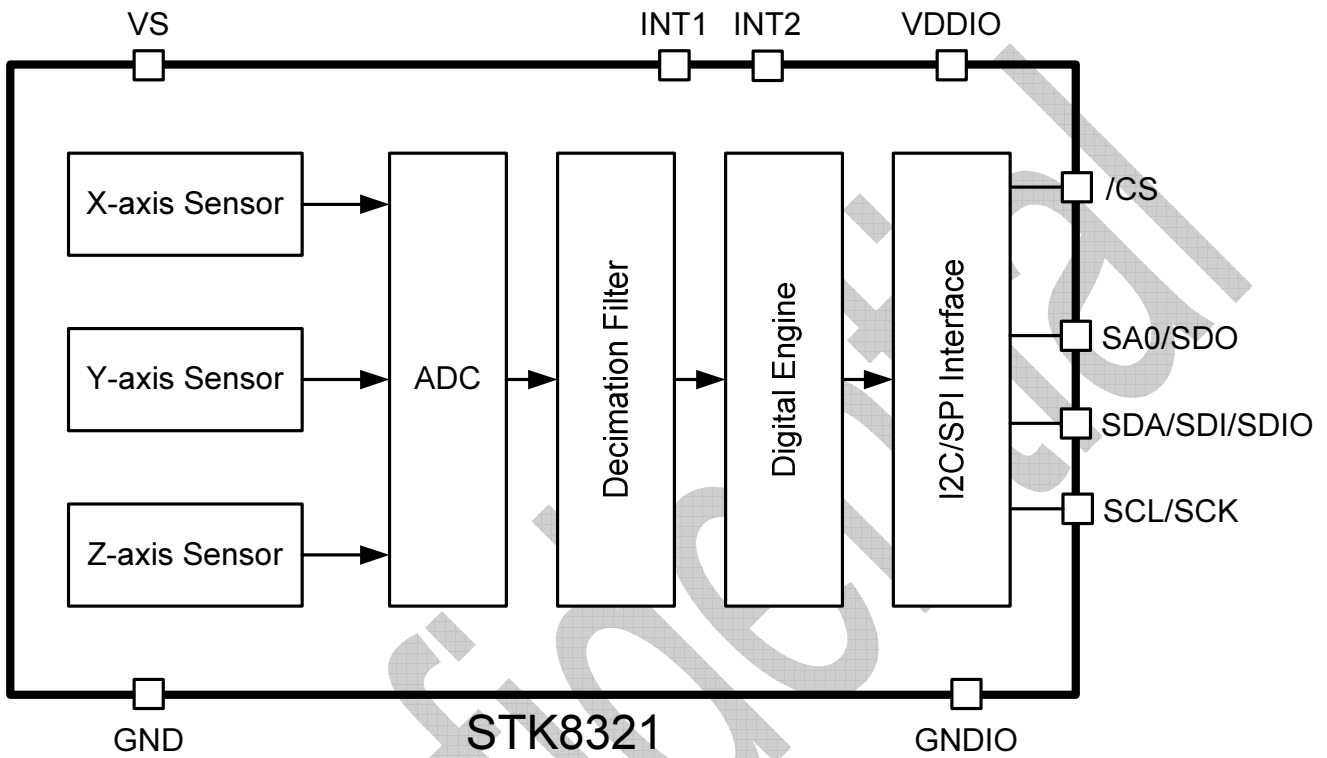 VS
INT1
INT2
VDDIO
X-axis Sensor
Y-axis Sensor
Z-axis Sensor
ADC
Decimation Filter
Digital Engine
I2C/SPI Interface
/CS
SA0/SDO
SDA/SDI/SDIO
SCL/SCK
GND
STK8321
GNDIO